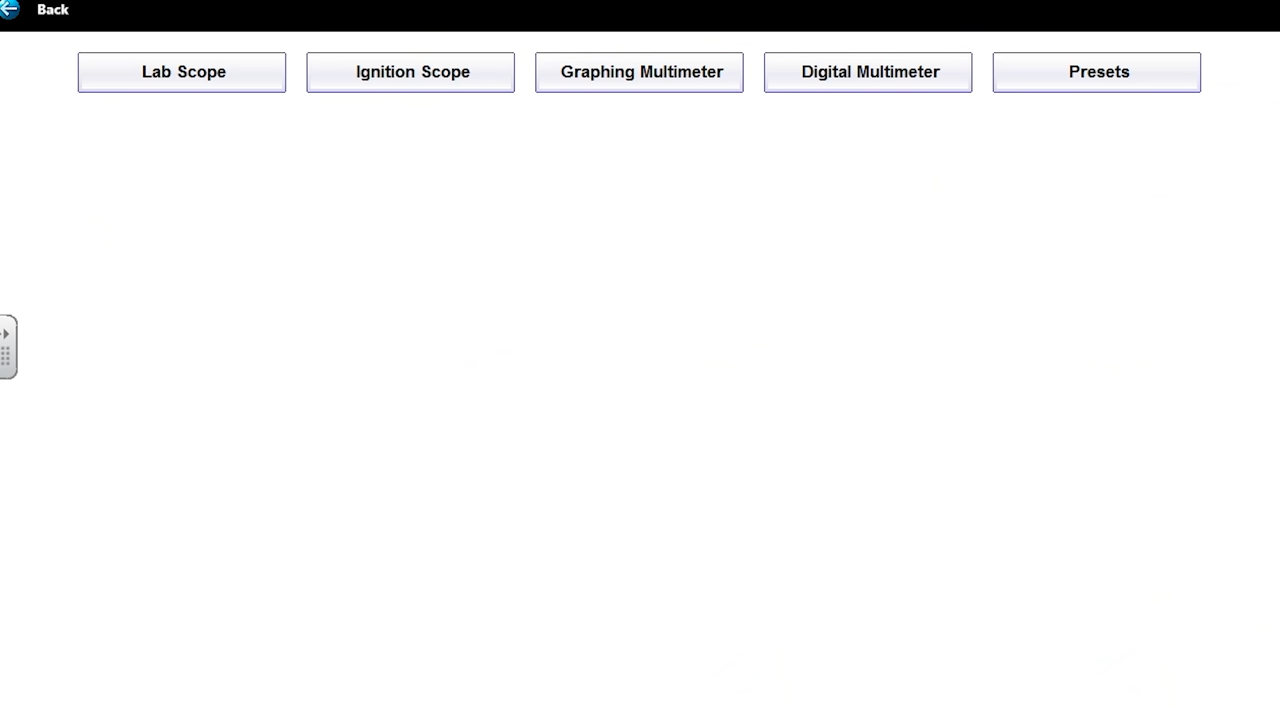 Back
Lab Scope
Ignition Scope
Graphing Multimeter
Digital Multimeter
Presets